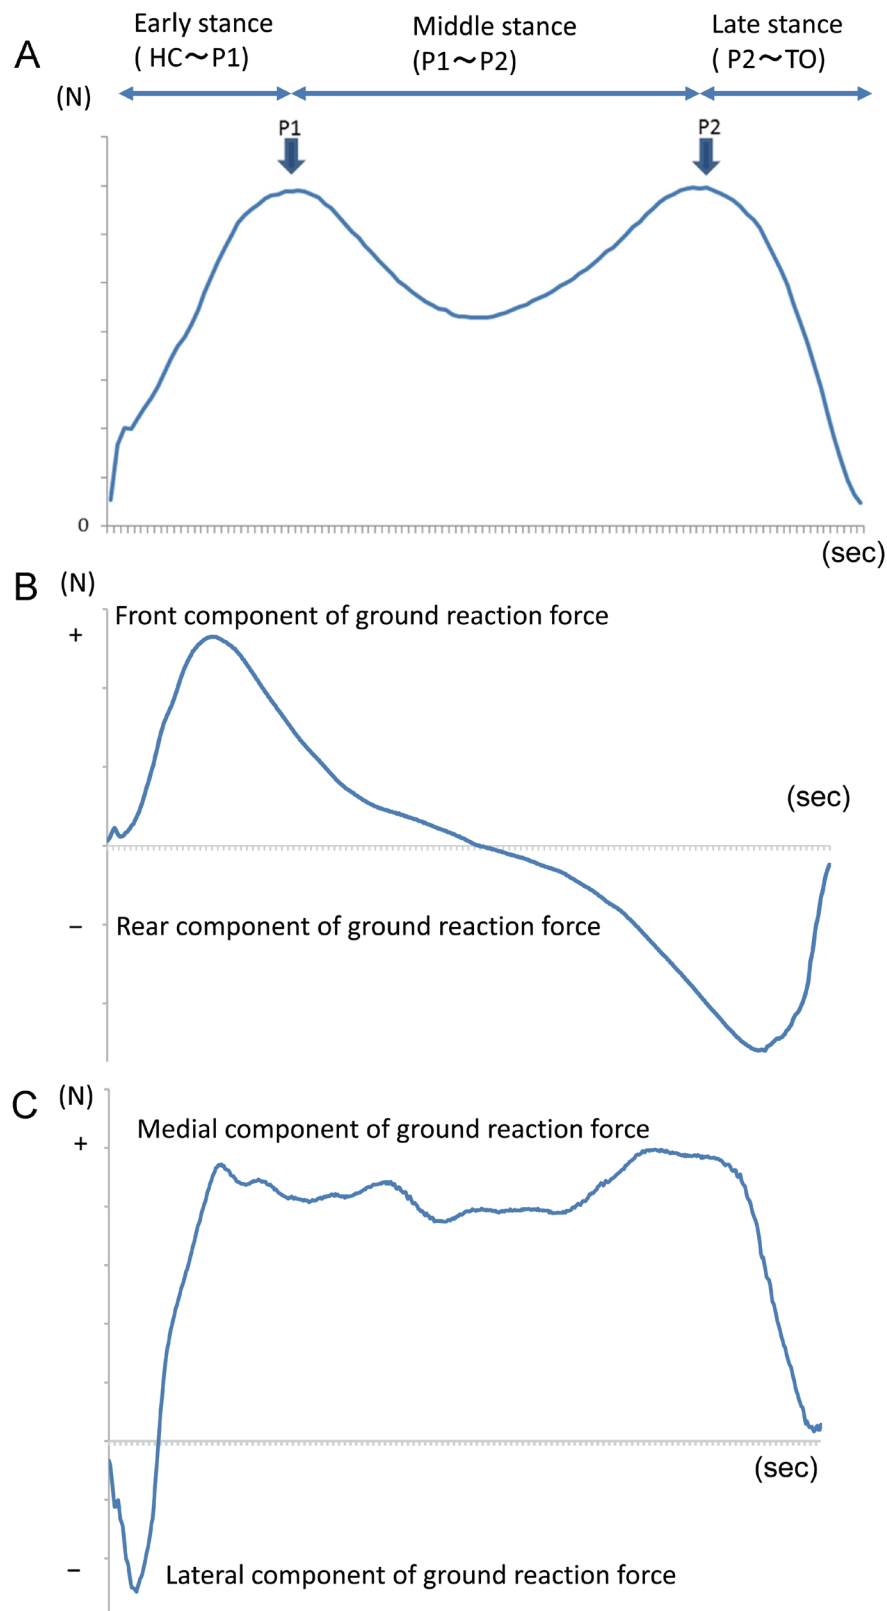 A
Early stance
( HC〜P1)
Middle stance
(P1〜P2)
Late stance
( P2〜TO)
(N)
P1
P2
0
(sec)
B
(N)
Front component of ground reaction force
+
(sec)
−
Rear component of ground reaction force
C
(N)
Medial component of ground reaction force
+
(sec)
−
Lateral component of ground reaction force